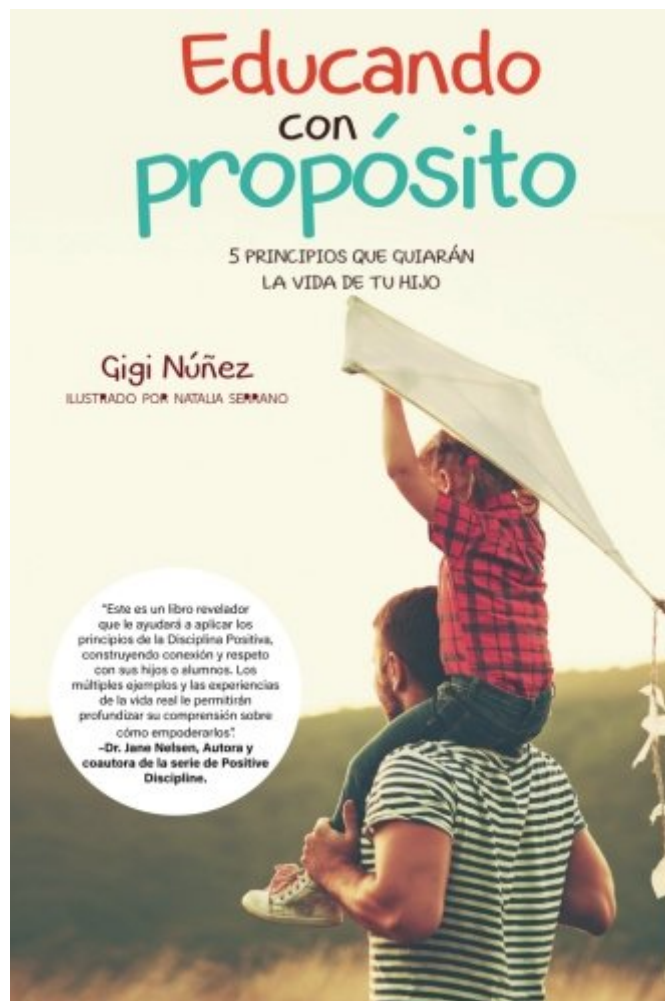 Educando
con
propósito
5 PRINCIPIOS QUE GUIARÁN
LA VIDA DE TU HIJO
Gigi Núñez
ILUSTRADO POR NATALIA SERRANO
"Este es un libro revelador
que le ayudará a aplicar los
principios de la Disciplina Positiva,
construyendo conexión y respeto
con sus hijos o alumnos. Los
múltiples ejemplos y las experiencias
de la vida real le permitirán
profundizar su comprensión sobre
cómo empoderarlos".
–Dr. Jane Nelsen, Autora y
coautora de la serie de Positive
Discipline.